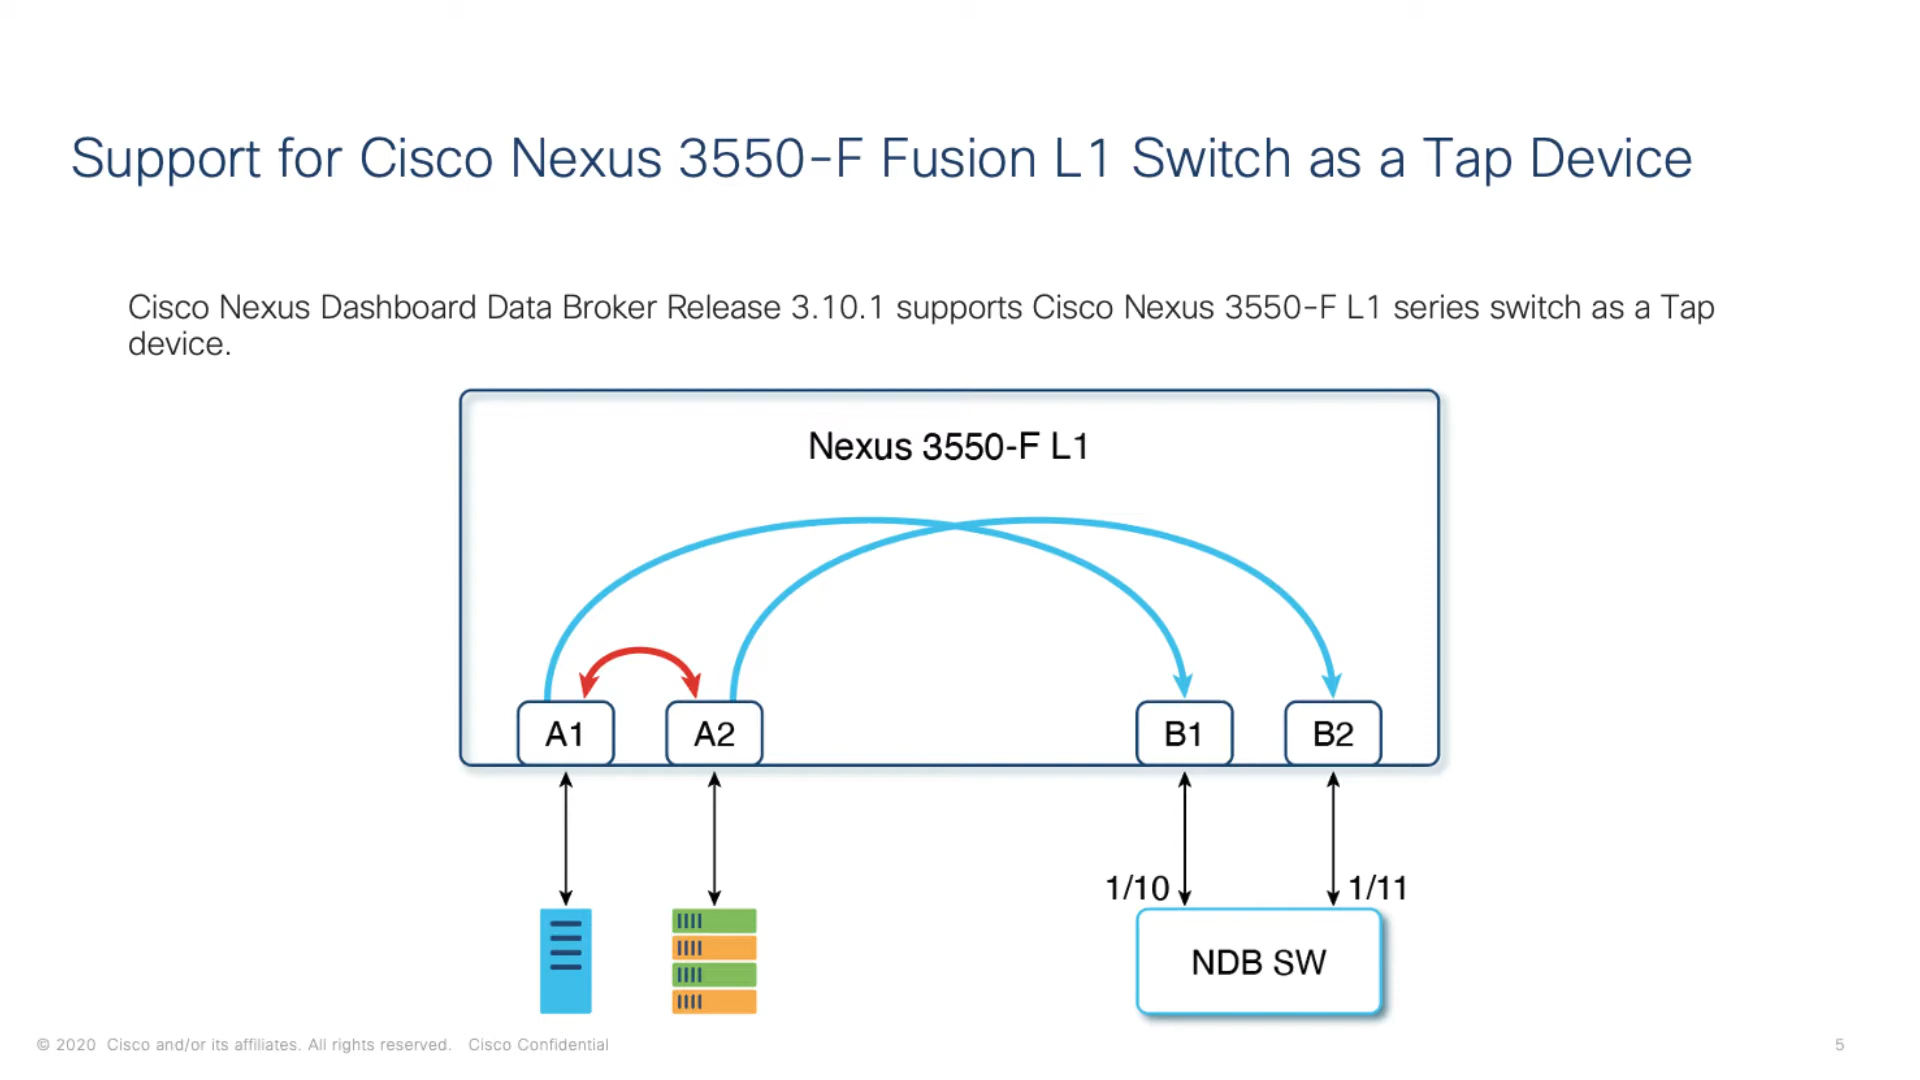 Support for Cisco Nexus 3550-F Fusion L1 Switch as a Tap Device
Cisco Nexus Dashboard Data Broker Release 3.10.1 supports Cisco Nexus 3550-F L1 series switch as a Tap
device.
Nexus 3550-F L1
A1 A2 B1 B2
1/10 1/11
NDB SW
© 2020 Cisco and/or its affiliates. All rights reserved. Cisco Confidential 5